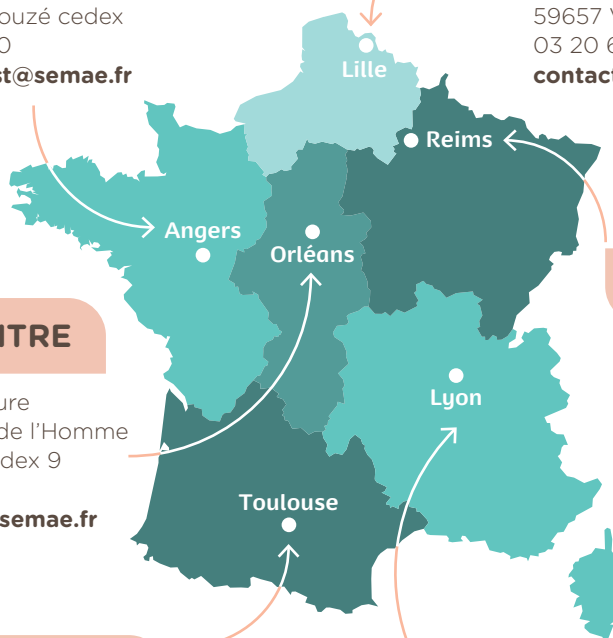 ouzé cedex
0
st@semae.fr
59657 V
03 20 6
contact
Lille
Reims
Angers
Orléans
NTRE
ure
de l'Homme
dex 9
semae.fr
Lyon
Toulouse